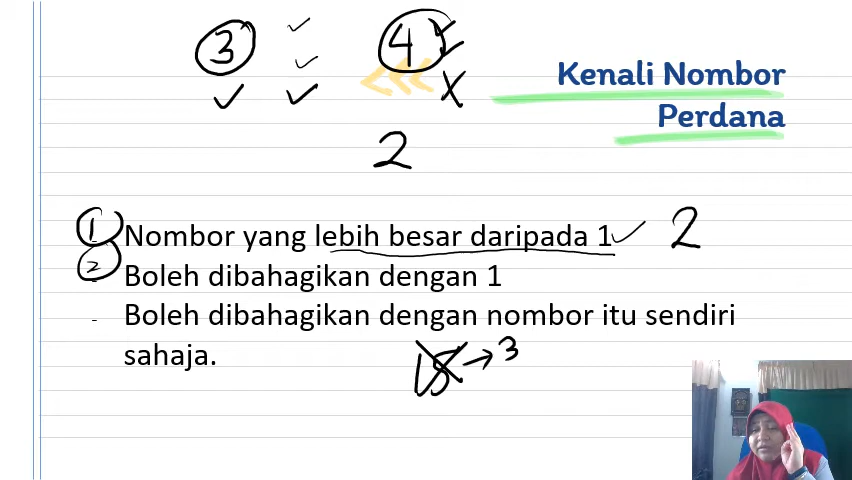 3 4
Kenali Nombor
Perdana
2
1 Nombor yang lebih besar daripada 1 2
2 Boleh dibahagikan dengan 1
- Boleh dibahagikan dengan nombor itu sendiri
sahaja.
15 → 3